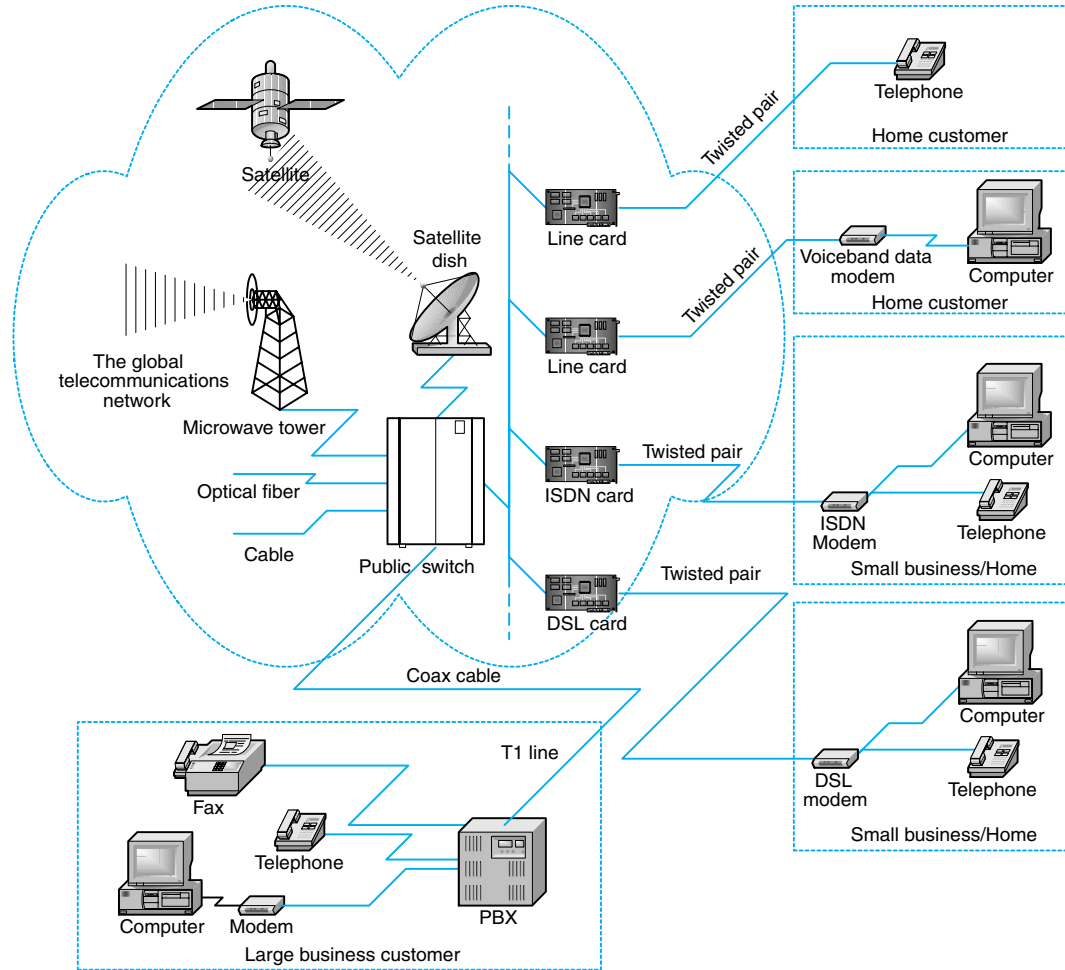 Telephone
Home customer
Twisted pair
Satellite
Line card
Satellite
dish
Twisted pair
Voiceband data
modem
Computer
Home customer
The global
telecommunications
network
Microwave tower
Line card
Computer
Twisted pair
Optical fiber
ISDN card
ISDN
Modem
Telephone
Cable
Public switch
Small business/Home
Twisted pair
DSL card
Coax cable
Computer
T1 line
DSL
modem
Telephone
Small business/Home
Fax
Telephone
Computer
Modem
PBX
Large business customer